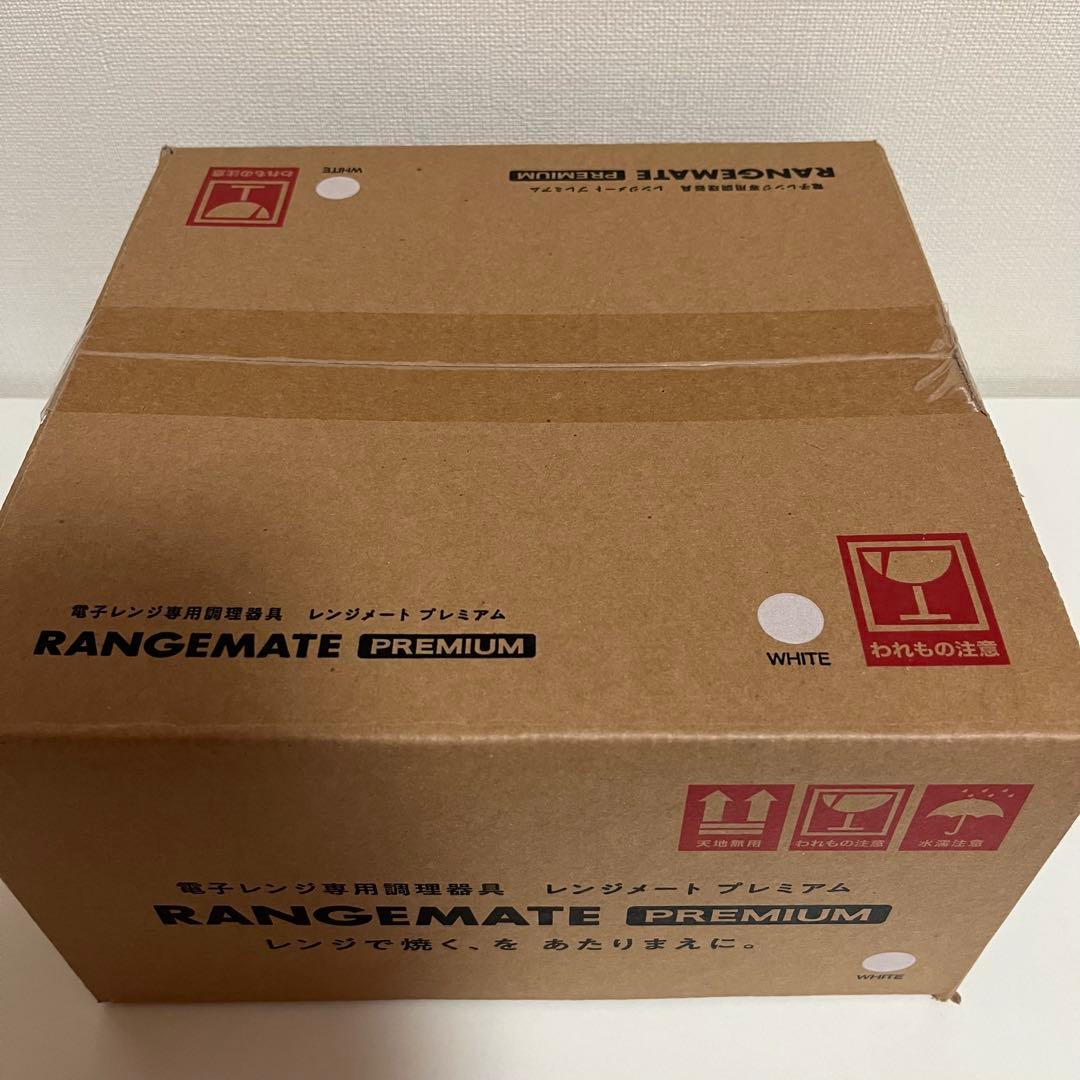 われもの注意
WHITE
電子レンジ専用調理器具 レンジメート プレミアム
RANGEMATE PREMIUM
電子レンジ専用調理器具 レンジメート プレミアム
RANGEMATE PREMIUM
WHITE
われもの注意
天地無用
われもの注意
水濡注意
電子レンジ専用調理器具 レンジメート プレミアム
RANGEMATE PREMIUM
レンジで焼く、を あたりまえに。
WHITE